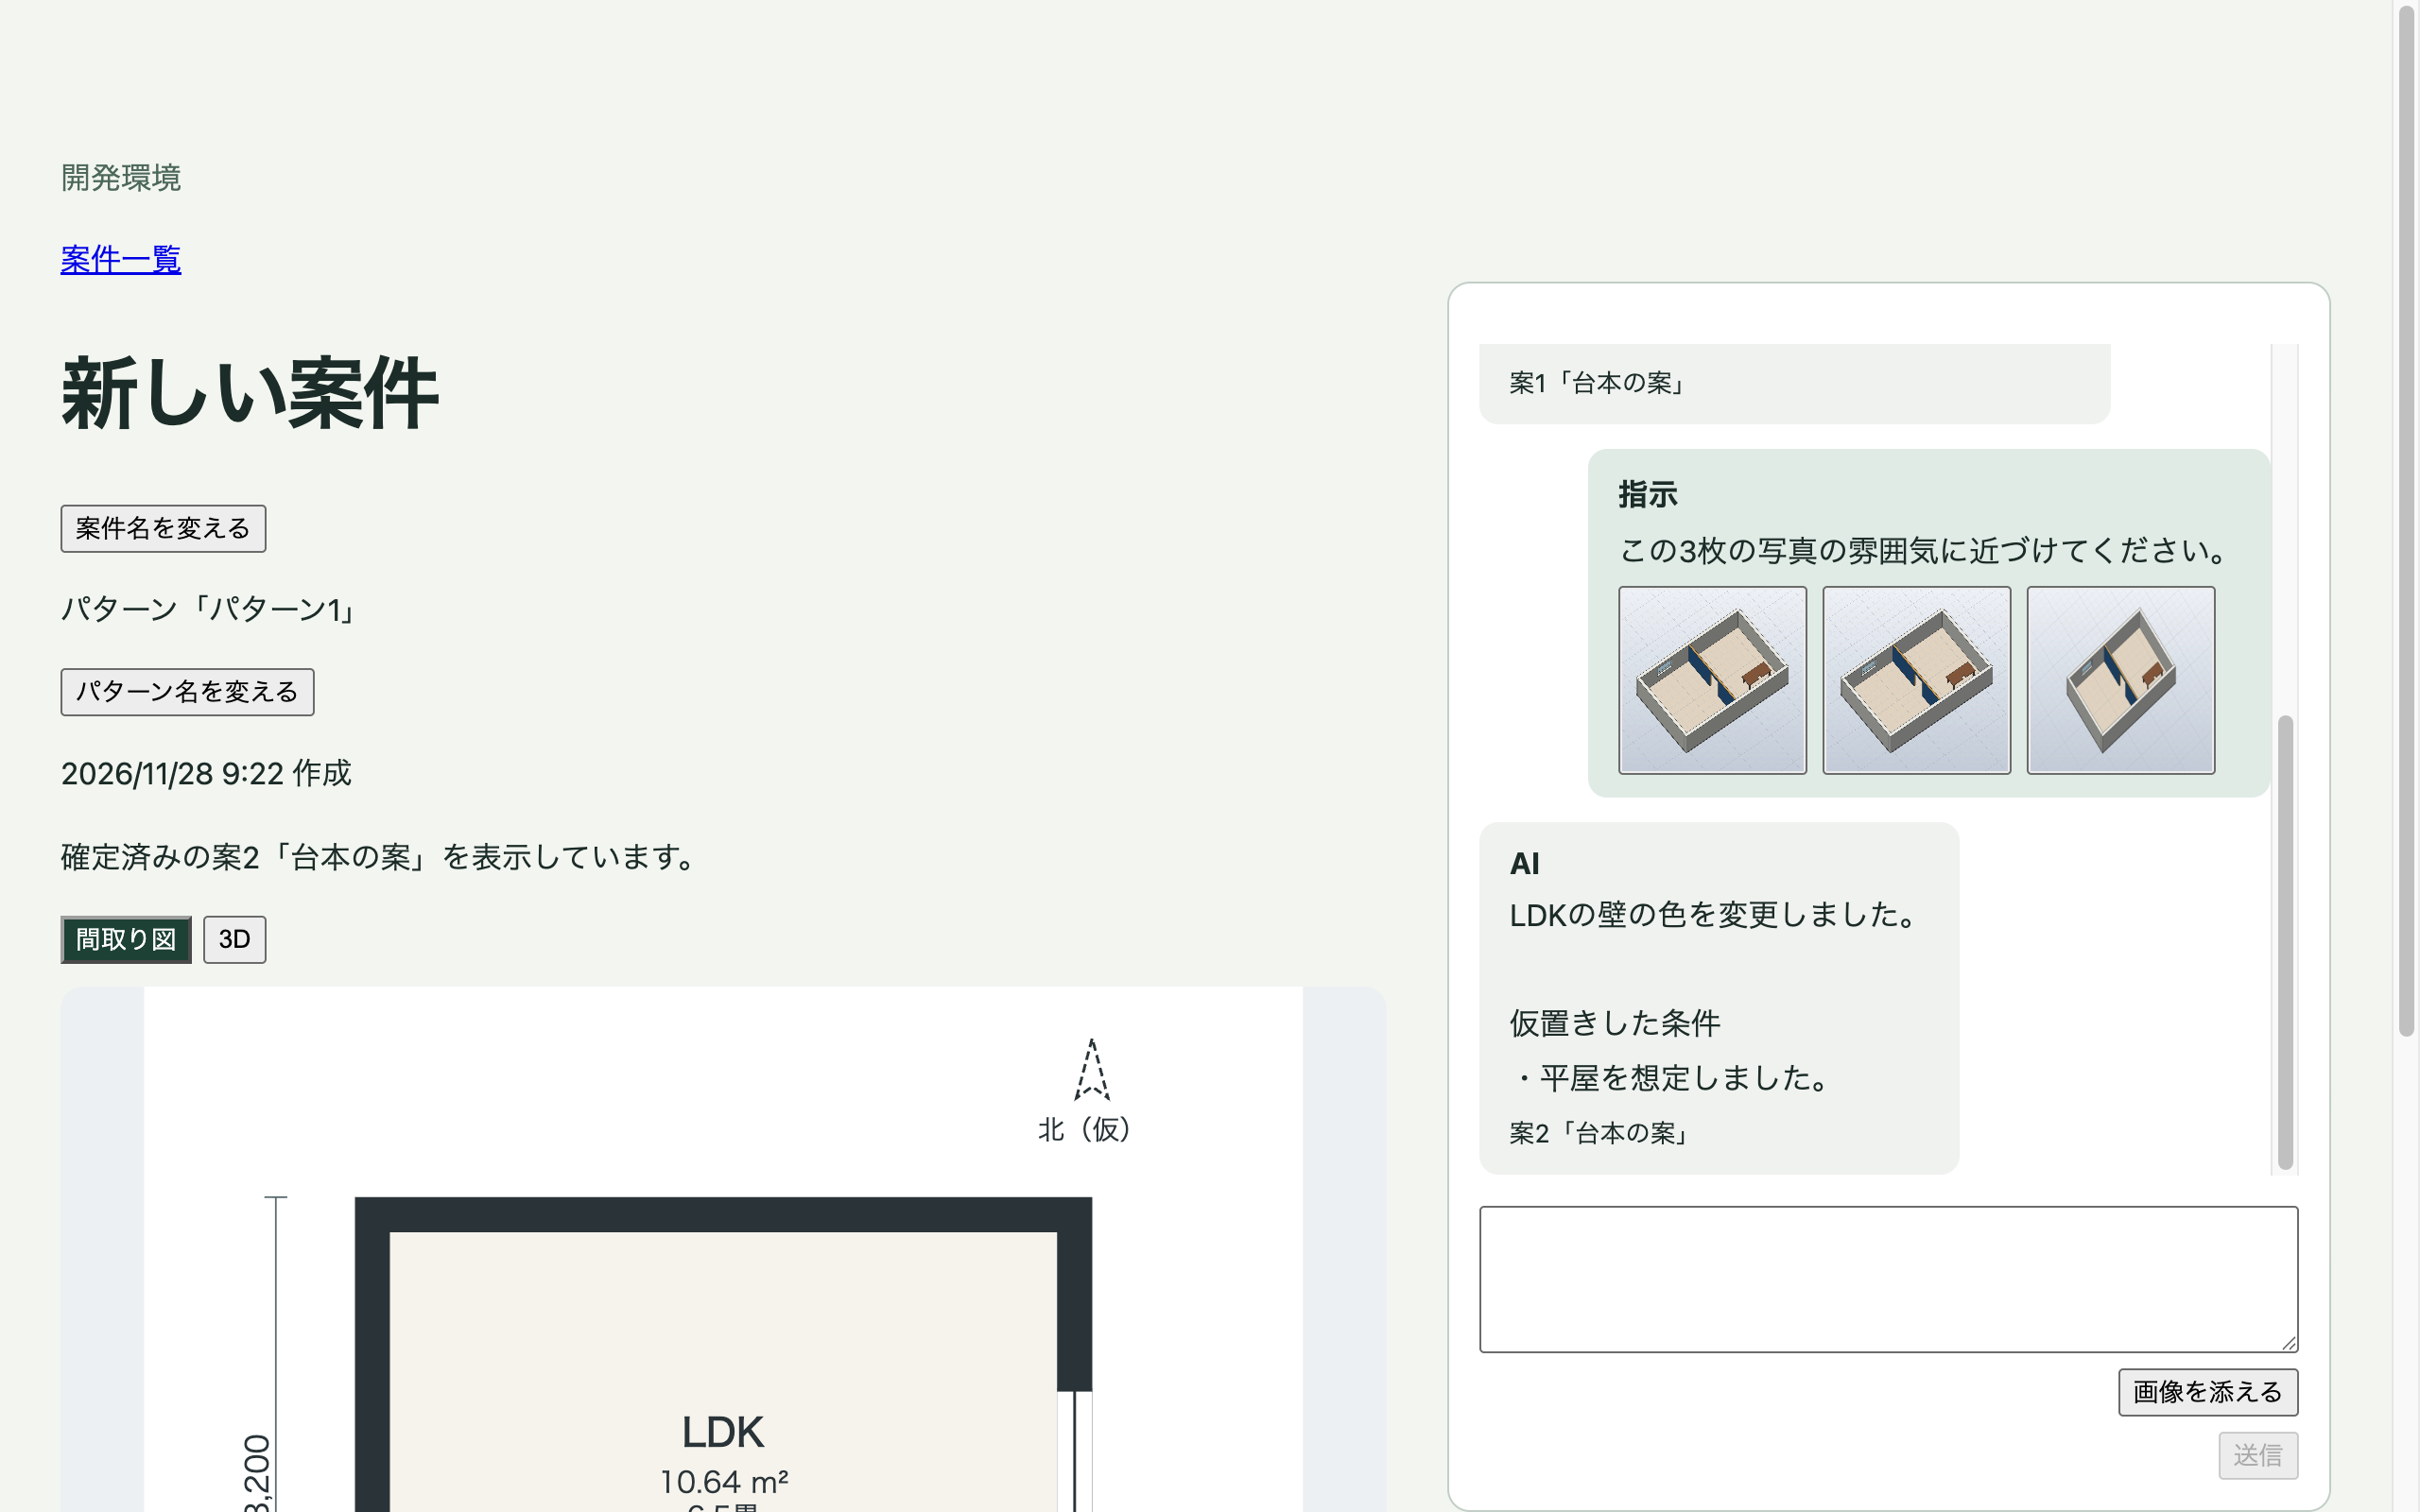 開発環境
案件一覧
新しい案件
案件名を変える
パターン「パターン1」
パターン名を変える
2026/11/28 9:22 作成
確定済みの案2「台本の案」を表示しています。
間取り図
3D
北（仮）
LDK
10.64 m²
案1「台本の案」
指示
この3枚の写真の雰囲気に近づけてください。
AI
LDKの壁の色を変更しました。
仮置きした条件
・平屋を想定しました。
案2「台本の案」
画像を添える
送信